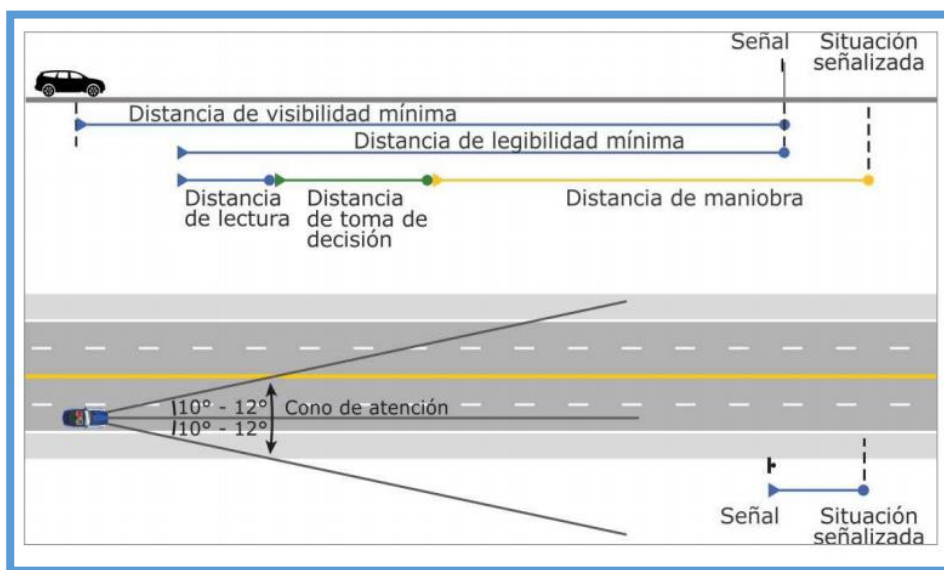 Señal
Situación
señalizada
Distancia de visibilidad mínima
Distancia de legibilidad mínima
Distancia
de lectura
Distancia
de toma de
decisión
Distancia de maniobra
10° - 12°
Cono de atención
10° - 12°
Señal
Situación
señalizada